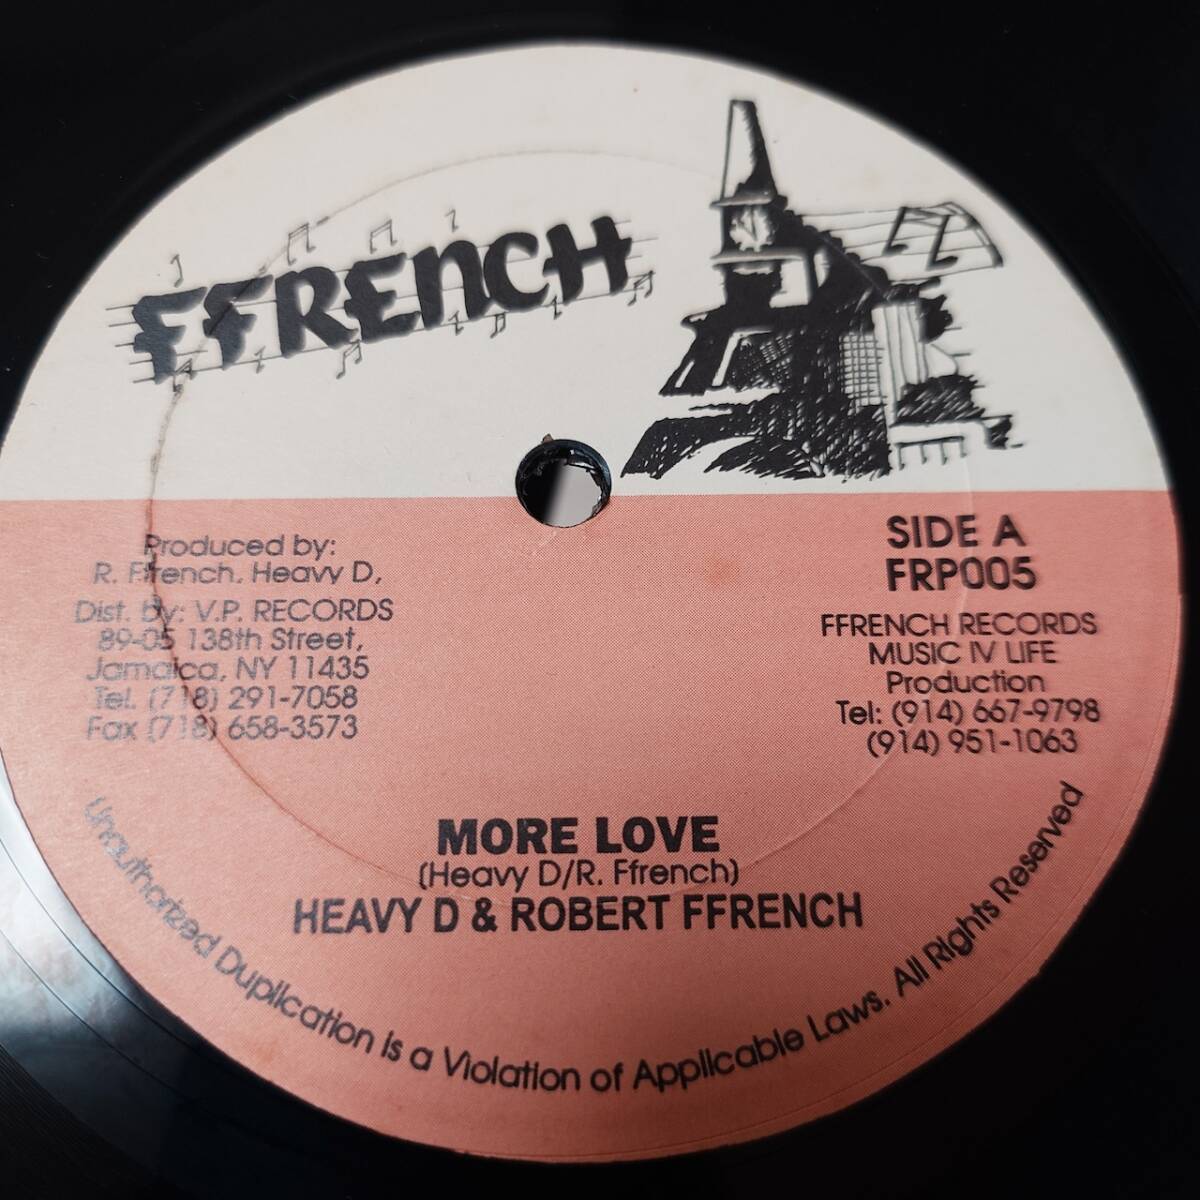 FFRENCH
Produced by:
R. Ffrench, Heavy D,
Dist. by: V.P. RECORDS
89-05 138th Street,
Jamaica, NY 11435
Tel. (718) 291-7058
Fax (718) 658-3573
SIDE A
FRP005
FFRENCH RECORDS
MUSIC IV LIFE
Production
Tel: (914) 667-9798
(914) 951-1063
MORE LOVE
(Heavy D/R. Ffrench)
HEAVY D & ROBERT FFRENCH
Unauthorized Duplication is a Violation of Applicable Laws. All Rights Reserved